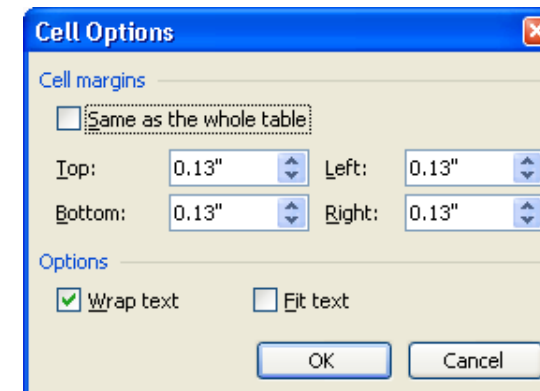 Cell Options
Cell margins
Same as the whole table
Top: 0.13" Left: 0.13"
Bottom: 0.13" Right: 0.13"
Options
Wrap text Fit text
OK Cancel